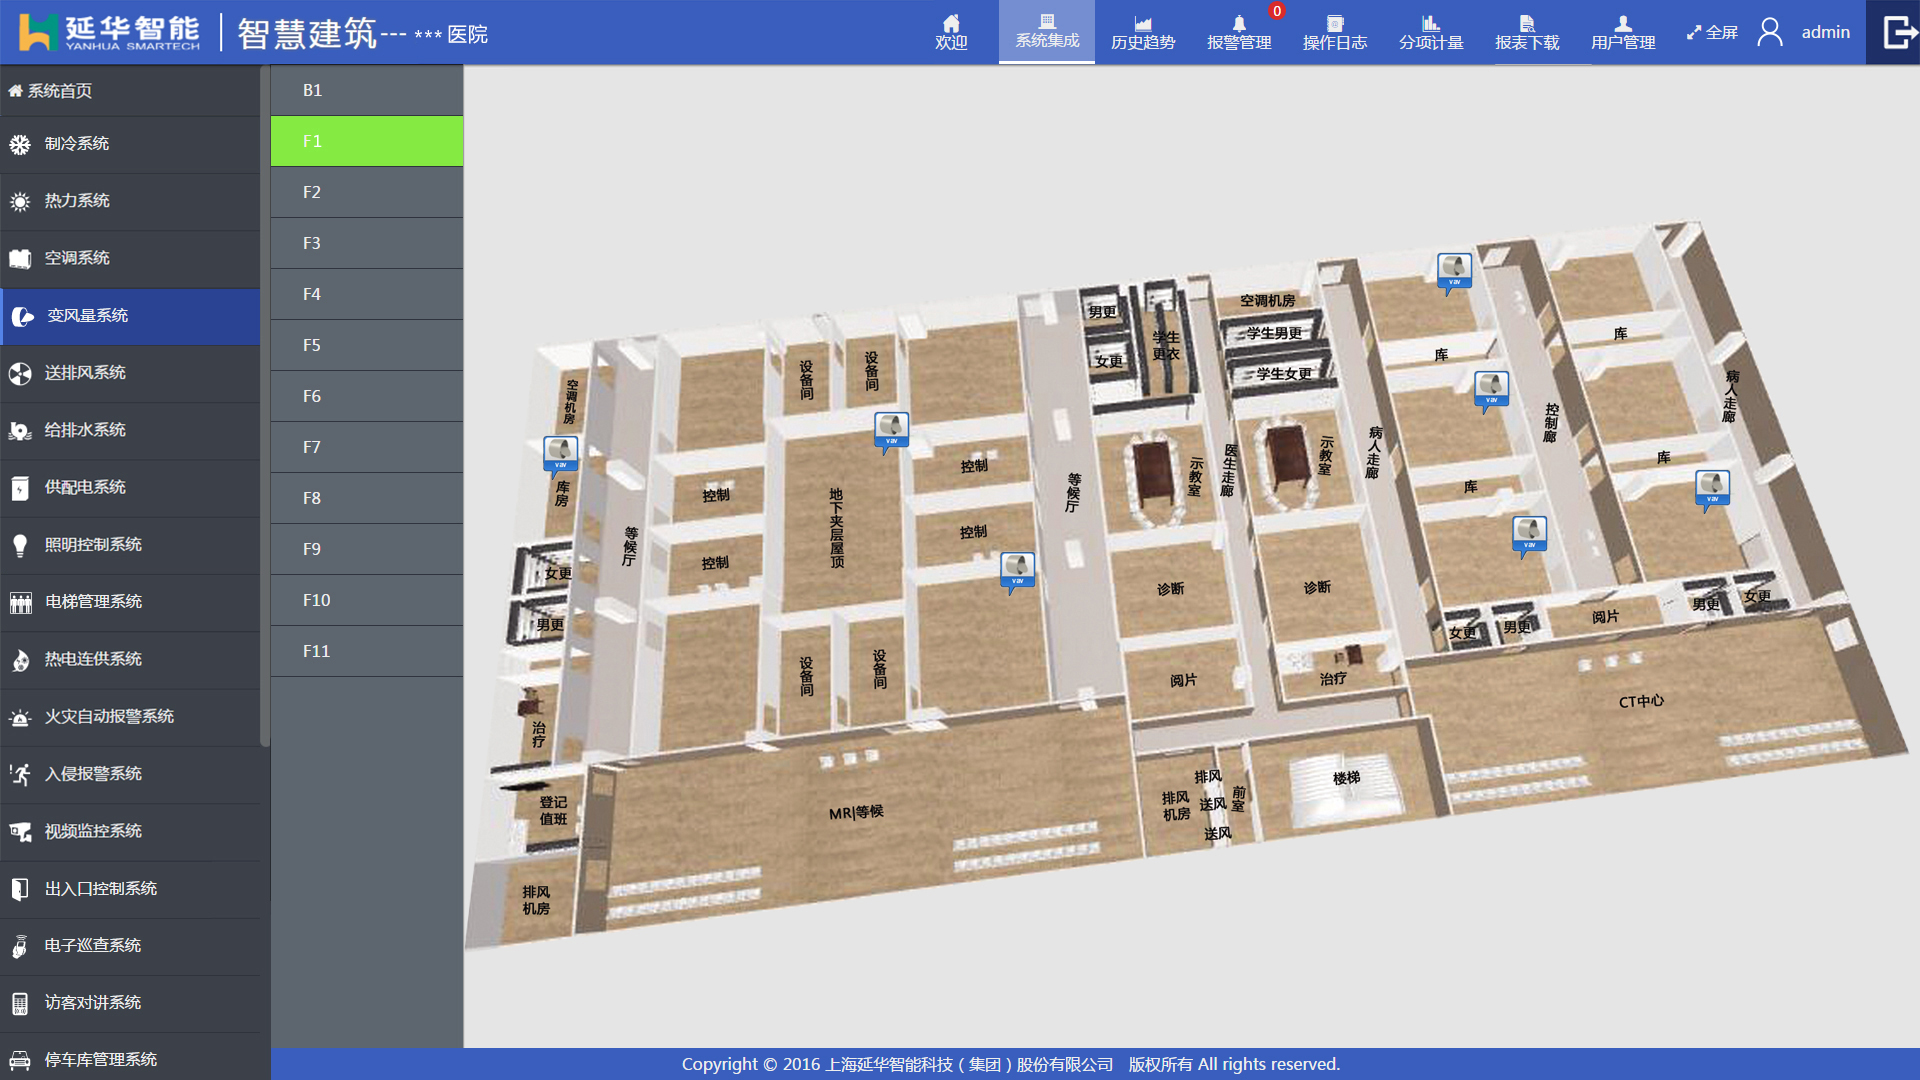 延华智能
YANHUA SMARTECH
智慧建筑--- *** 医院
欢迎
系统集成
历史趋势
0
报警管理
操作日志
分项计量
报表下载
用户管理
全屏
admin
系统首页
制冷系统
热力系统
空调系统
变风量系统
送排风系统
给排水系统
供配电系统
照明控制系统
电梯管理系统
热电连供系统
火灾自动报警系统
入侵报警系统
视频监控系统
出入口控制系统
电子巡查系统
访客对讲系统
停车库管理系统
B1
F1
F2
F3
F4
F5
F6
F7
F8
F9
F10
F11
空调机房
vav
库房
女更
男更
治疗
登记
值班
排风
机房
等候厅
控制
控制
设备间
设备间
vav
地下夹层屋顶
设备间
设备间
控制
控制
vav
MR|等候
等候厅
男更
女更
学生
更衣
空调机房
学生男更
学生女更
示教室
医生走廊
示教室
病人走廊
诊断
诊断
阅片
治疗
排风
排风
机房
送风
前室
送风
楼梯
vav
库
vav
库
vav
控制廊
库
库
vav
病人走廊
女更
男更
阅片
男更
女更
CT中心
Copyright © 2016 上海延华智能科技（集团）股份有限公司 版权所有 All rights reserved.